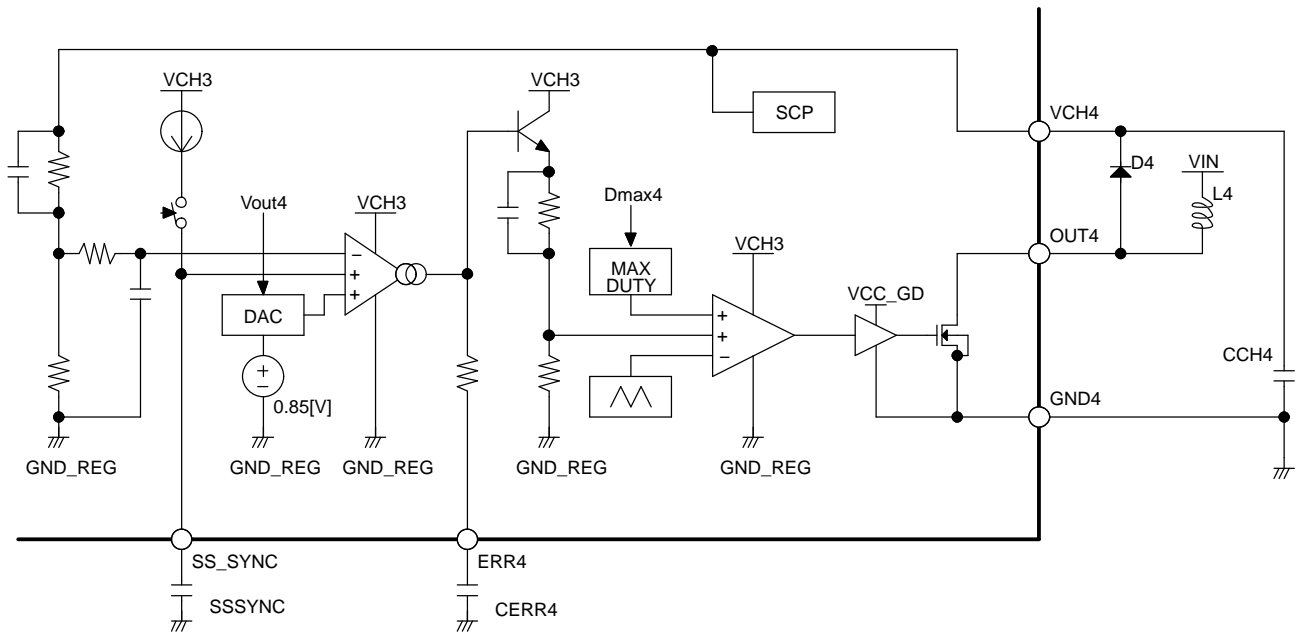 VCH3
VCH3
SCP
VCH4
D4
VIN
L4
Vout4
VCH3
Dmax4
OUT4
MAX
DUTY
VCH3
−
+
+
DAC
VCC_GD
+
+
−
+
−
0.85[V]
CCH4
GND4
GND_REG
GND_REG
GND_REG
GND_REG
GND_REG
SS_SYNC
ERR4
SSSYNC
CERR4